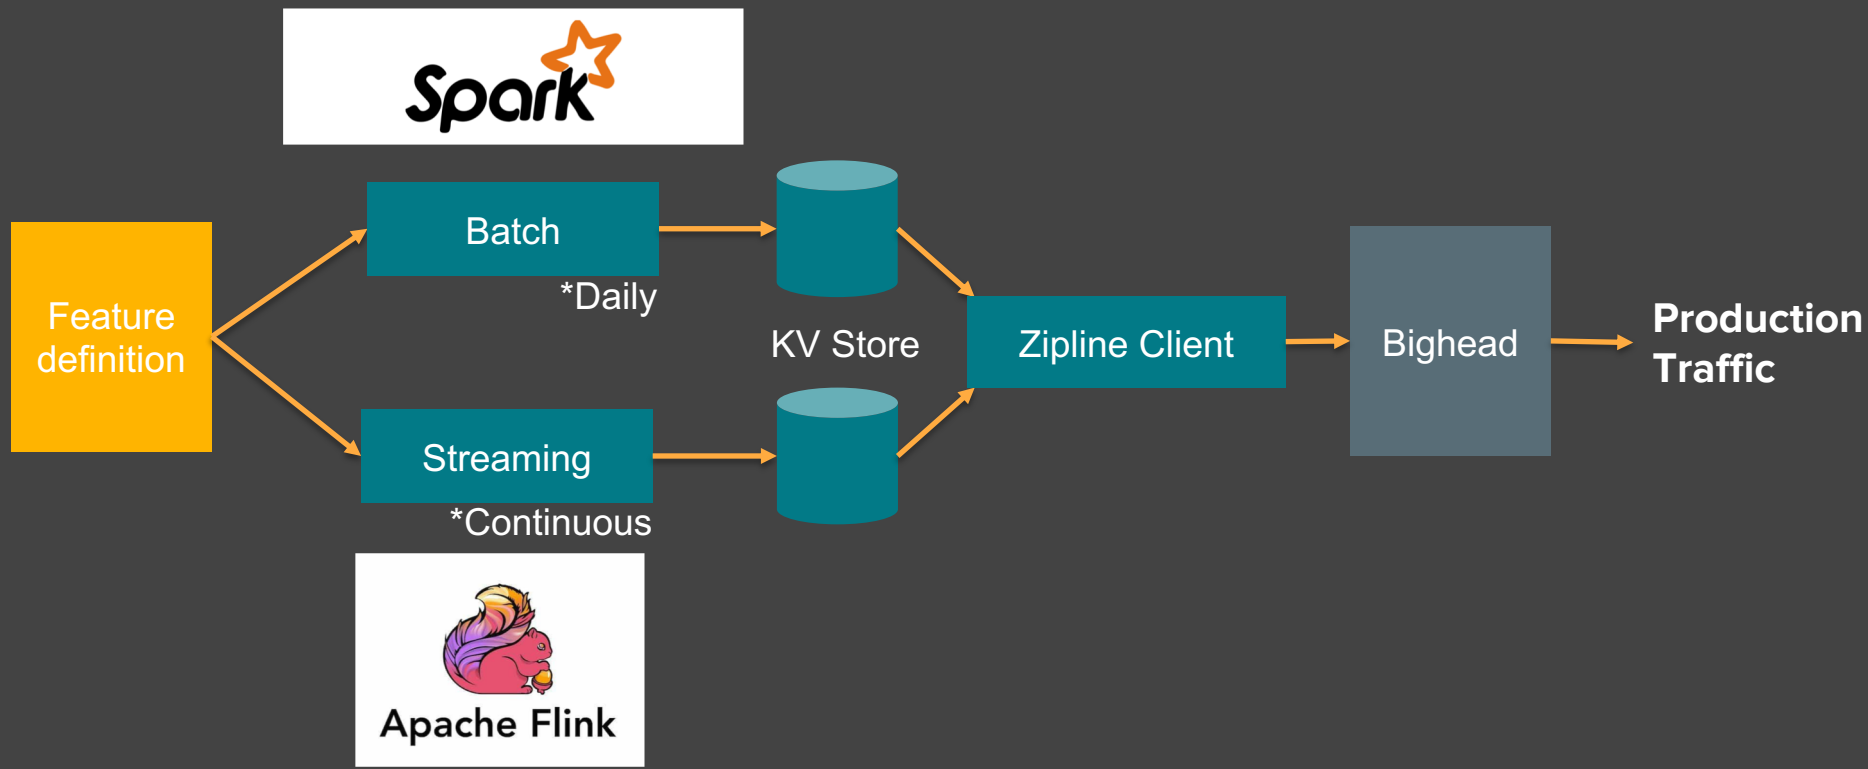 Spark
Batch
*Daily
Feature
definition
KV Store
Zipline Client
Bighead
Production
Traffic
Streaming
*Continuous
Apache Flink